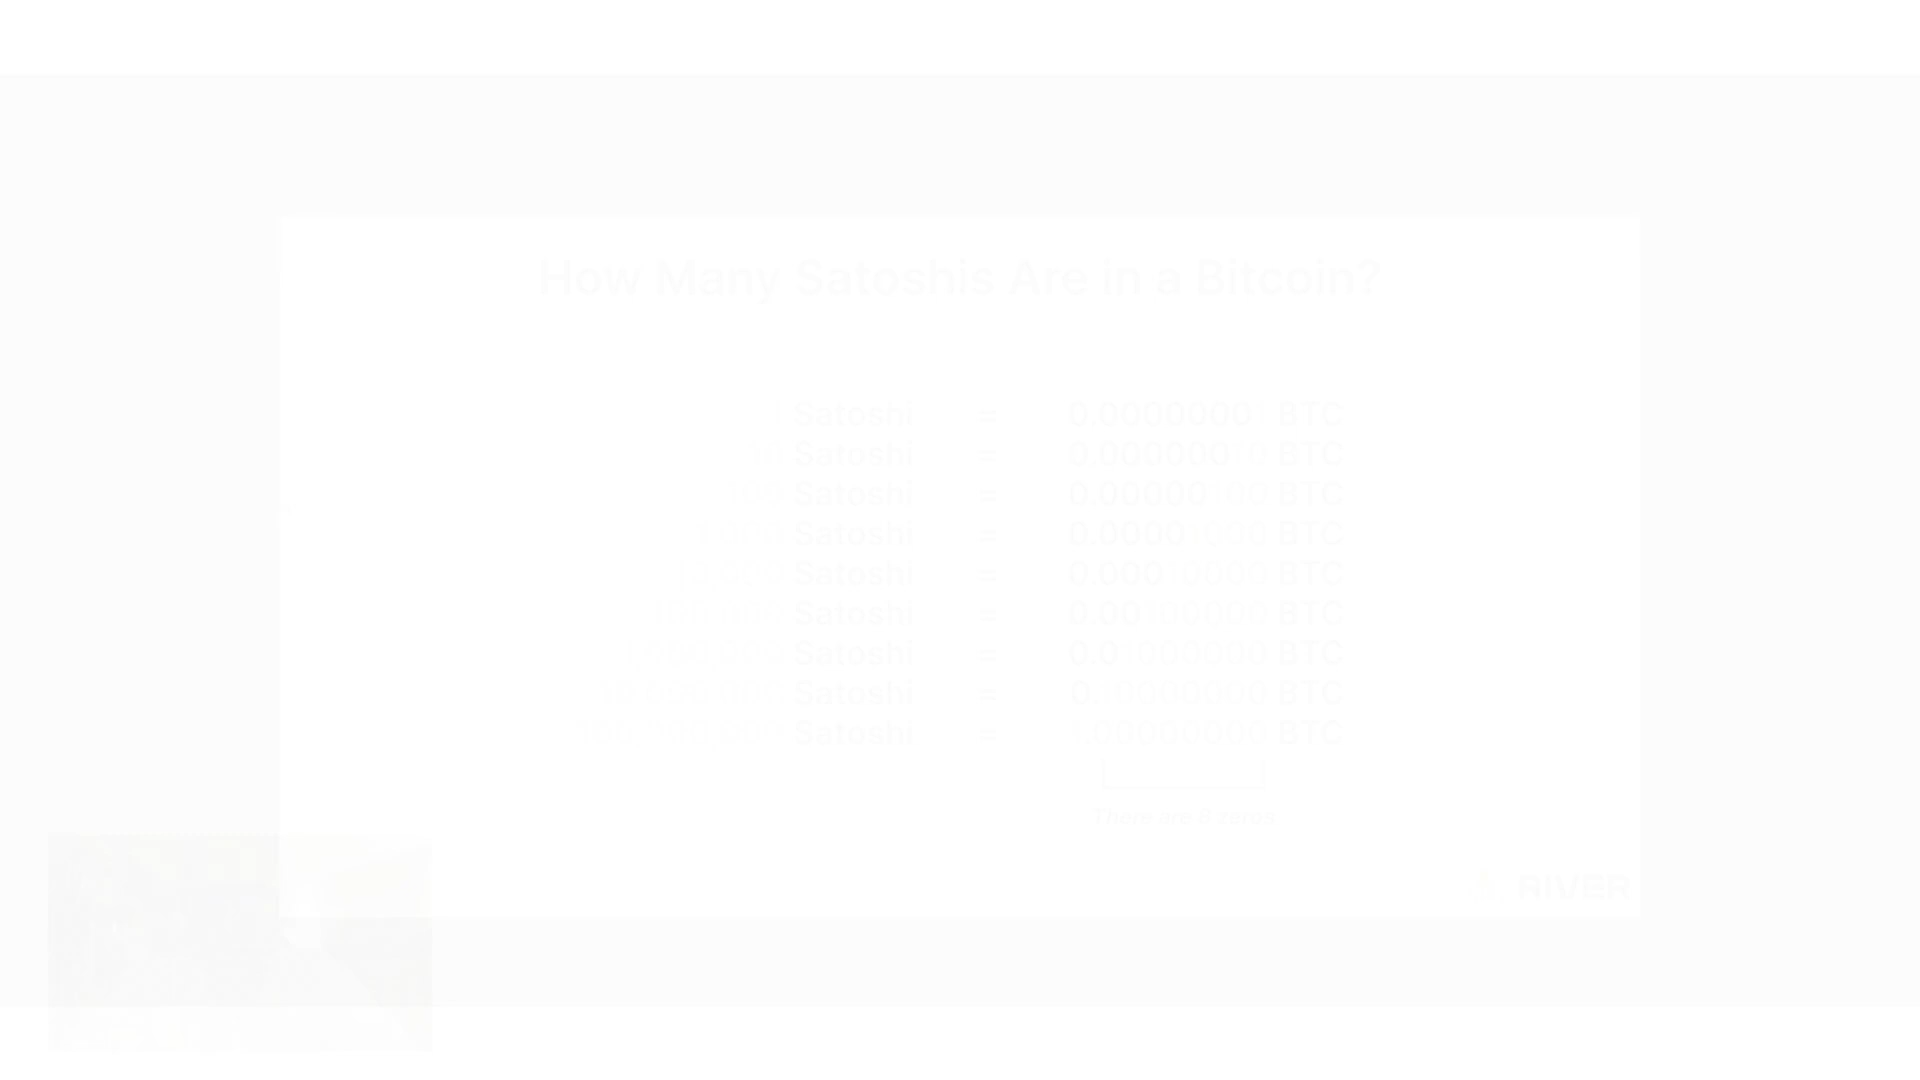 How Many Satoshis Are in a Bitcoin?
1 Satoshi = 0.00000001 BTC
10 Satoshi = 0.00000010 BTC
100 Satoshi = 0.00000100 BTC
1,000 Satoshi = 0.00001000 BTC
10,000 Satoshi = 0.00010000 BTC
100,000 Satoshi = 0.00100000 BTC
1,000,000 Satoshi = 0.01000000 BTC
10,000,000 Satoshi = 0.10000000 BTC
100,000,000 Satoshi = 1.00000000 BTC
There are 8 zeros
RIVER